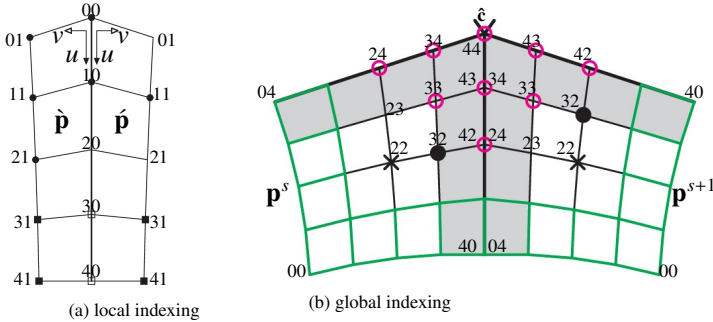 00
01 v v 01
u u
10
11 11
p̀ ṕ
20
21 21
30
31 31
40
41 41
(a) local indexing
ĉ
34 44 43
24 42
04 40
43 34
33 33 32
23
32 42 24 23 22
22
p^s p^{s+1}
40 04
00 00
(b) global indexing